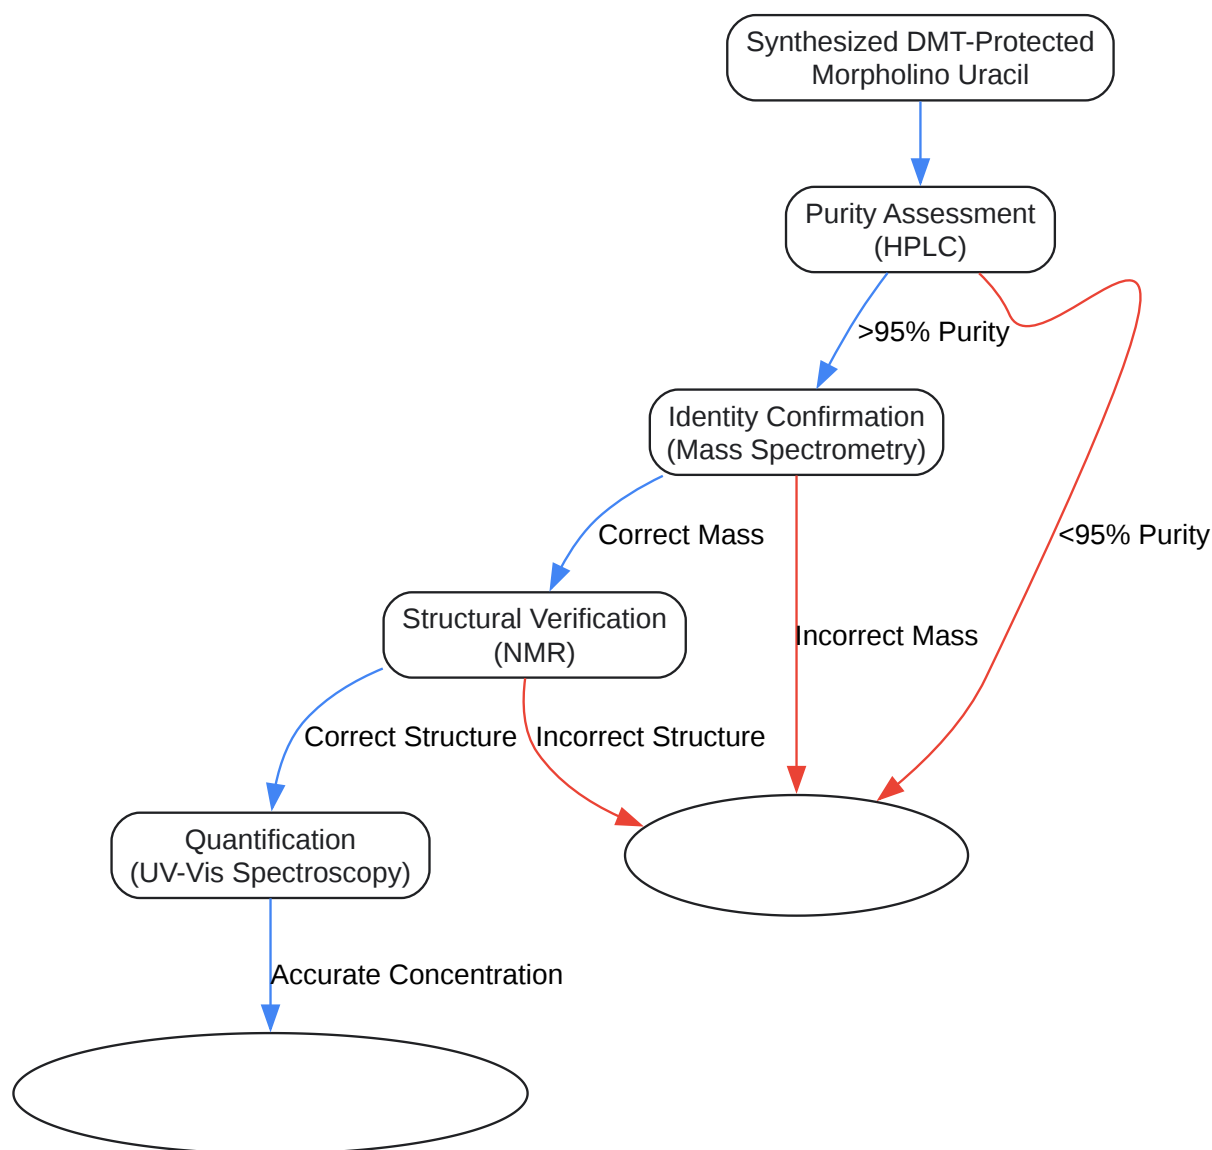 Synthesized DMT-Protected
Morpholino Uracil
Purity Assessment
(HPLC)
>95% Purity
Identity Confirmation
(Mass Spectrometry)
Correct Mass
<95% Purity
Structural Verification
(NMR)
Incorrect Mass
Correct Structure
Incorrect Structure
Quantification
(UV-Vis Spectroscopy)
Accurate Concentration